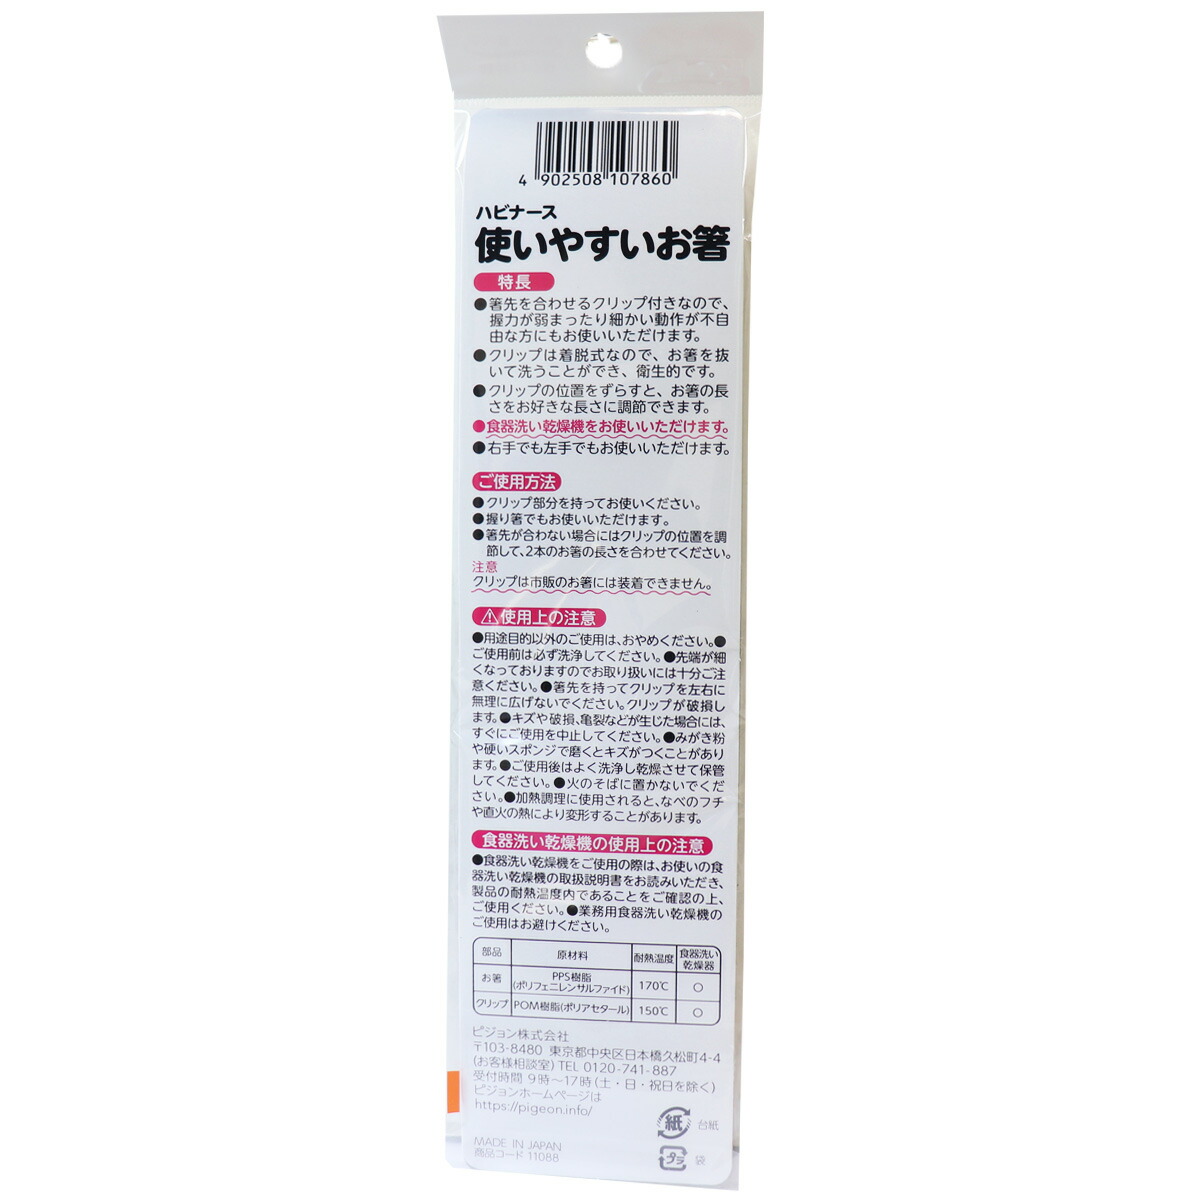 4 902508 107860
ハビナース
使いやすいお箸
特長
●箸先を合わせるクリップ付きなので、
握力が弱まったり細かい動作が不自
由な方にもお使いいただけます。
●クリップは着脱式なので、お箸を抜
いて洗うことができ、衛生的です。
●クリップの位置をずらすと、お箸の長
さをお好きな長さに調節できます。
●食器洗い乾燥機をお使いいただけます。
●右手でも左手でもお使いいただけます。
ご使用方法
●クリップ部分を持ってお使いください。
●握り箸でもお使いいただけます。
●箸先が合わない場合にはクリップの位置を調
節して、2本のお箸の長さを合わせてください。
注意
クリップは市販のお箸には装着できません。
⚠使用上の注意
●用途目的以外のご使用は、おやめください。●
ご使用前は必ず洗浄してください。●先端が細
くなっておりますのでお取り扱いには十分ご注
意ください。●箸先を持ってクリップを左右に
無理に広げないでください。クリップが破損し
ます。●キズや破損、亀裂などが生じた場合には、
すぐにご使用を中止してください。●みがき粉
や硬いスポンジで磨くとキズがつくことがあり
ます。●ご使用後はよく洗浄し乾燥させて保管
してください。●火のそばに置かないでくだ
さい。●加熱調理に使用されると、なべのフチ
や直火の熱により変形することがあります。
食器洗い乾燥機の使用上の注意
●食器洗い乾燥機をご使用の際は、お使いの食
器洗い乾燥機の取扱説明書をお読みいただき、
製品の耐熱温度内であることをご確認の上、
ご使用ください。●業務用食器洗い乾燥機の
ご使用はお避けください。
部品 原材料 耐熱温度 食器洗い
乾燥器
お箸 PPS樹脂
(ポリフェニレンサルファイド) 170℃ ○
クリップ POM樹脂(ポリアセタール) 150℃ ○
ピジョン株式会社
〒103-8480 東京都中央区日本橋久松町4-4
(お客様相談室) TEL 0120-741-887
受付時間 9時〜17時(土・日・祝日を除く)
ピジョンホームページは
https://pigeon.info/
紙 台紙
プラ 袋
MADE IN JAPAN
商品コード 11088